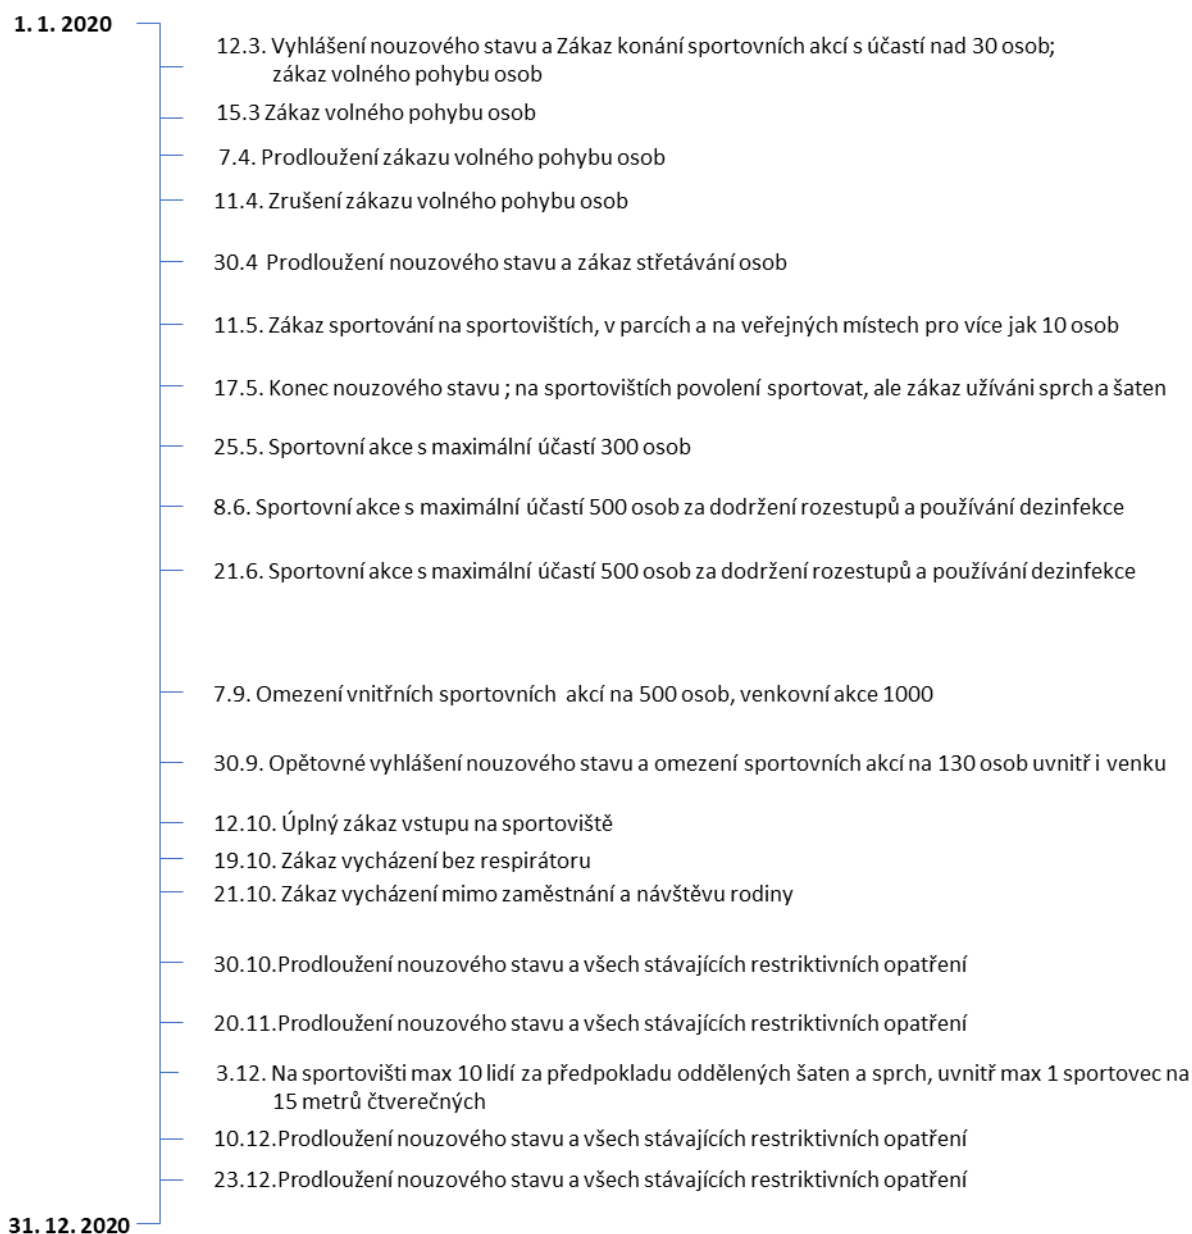 1. 1. 2020
12.3. Vyhlášení nouzového stavu a Zákaz konání sportovních akcí s účastí nad 30 osob;
zákaz volného pohybu osob
15.3 Zákaz volného pohybu osob
7.4. Prodloužení zákazu volného pohybu osob
11.4. Zrušení zákazu volného pohybu osob
30.4 Prodloužení nouzového stavu a zákaz střetávání osob
11.5. Zákaz sportování na sportovištích, v parcích a na veřejných místech pro více jak 10 osob
17.5. Konec nouzového stavu ; na sportovištích povolení sportovat, ale zákaz užíváni sprch a šaten
25.5. Sportovní akce s maximální účastí 300 osob
8.6. Sportovní akce s maximální účastí 500 osob za dodržení rozestupů a používání dezinfekce
21.6. Sportovní akce s maximální účastí 500 osob za dodržení rozestupů a používání dezinfekce
7.9. Omezení vnitřních sportovních akcí na 500 osob, venkovní akce 1000
30.9. Opětovné vyhlášení nouzového stavu a omezení sportovních akcí na 130 osob uvnitř i venku
12.10. Úplný zákaz vstupu na sportoviště
19.10. Zákaz vycházení bez respirátoru
21.10. Zákaz vycházení mimo zaměstnání a návštěvu rodiny
30.10.Prodloužení nouzového stavu a všech stávajících restriktivních opatření
20.11.Prodloužení nouzového stavu a všech stávajících restriktivních opatření
3.12. Na sportovišti max 10 lidí za předpokladu oddělených šaten a sprch, uvnitř max 1 sportovec na
15 metrů čtverečných
10.12.Prodloužení nouzového stavu a všech stávajících restriktivních opatření
23.12.Prodloužení nouzového stavu a všech stávajících restriktivních opatření
31. 12. 2020